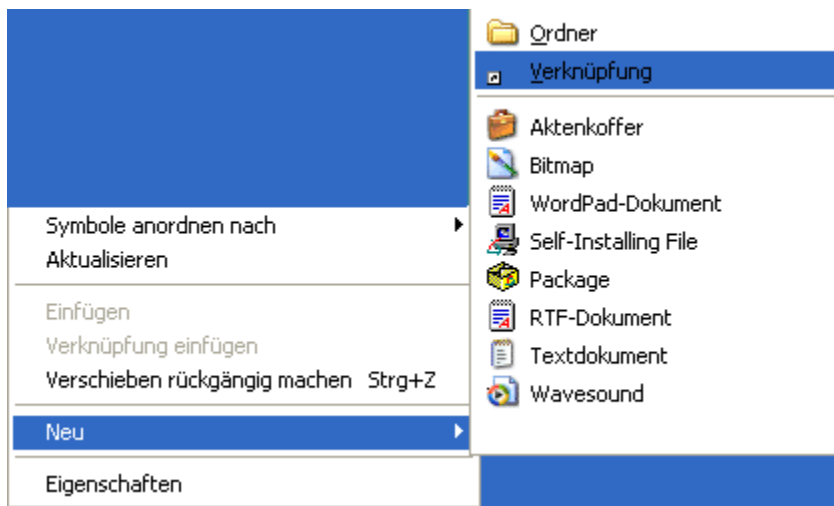 Symbole anordnen nach
Aktualisieren
Einfügen
Verknüpfung einfügen
Verschieben rückgängig machen Strg+Z
Neu
Eigenschaften
Ordner
Verknüpfung
Aktenkoffer
Bitmap
WordPad-Dokument
Self-Installing File
Package
RTF-Dokument
Textdokument
Wavesound